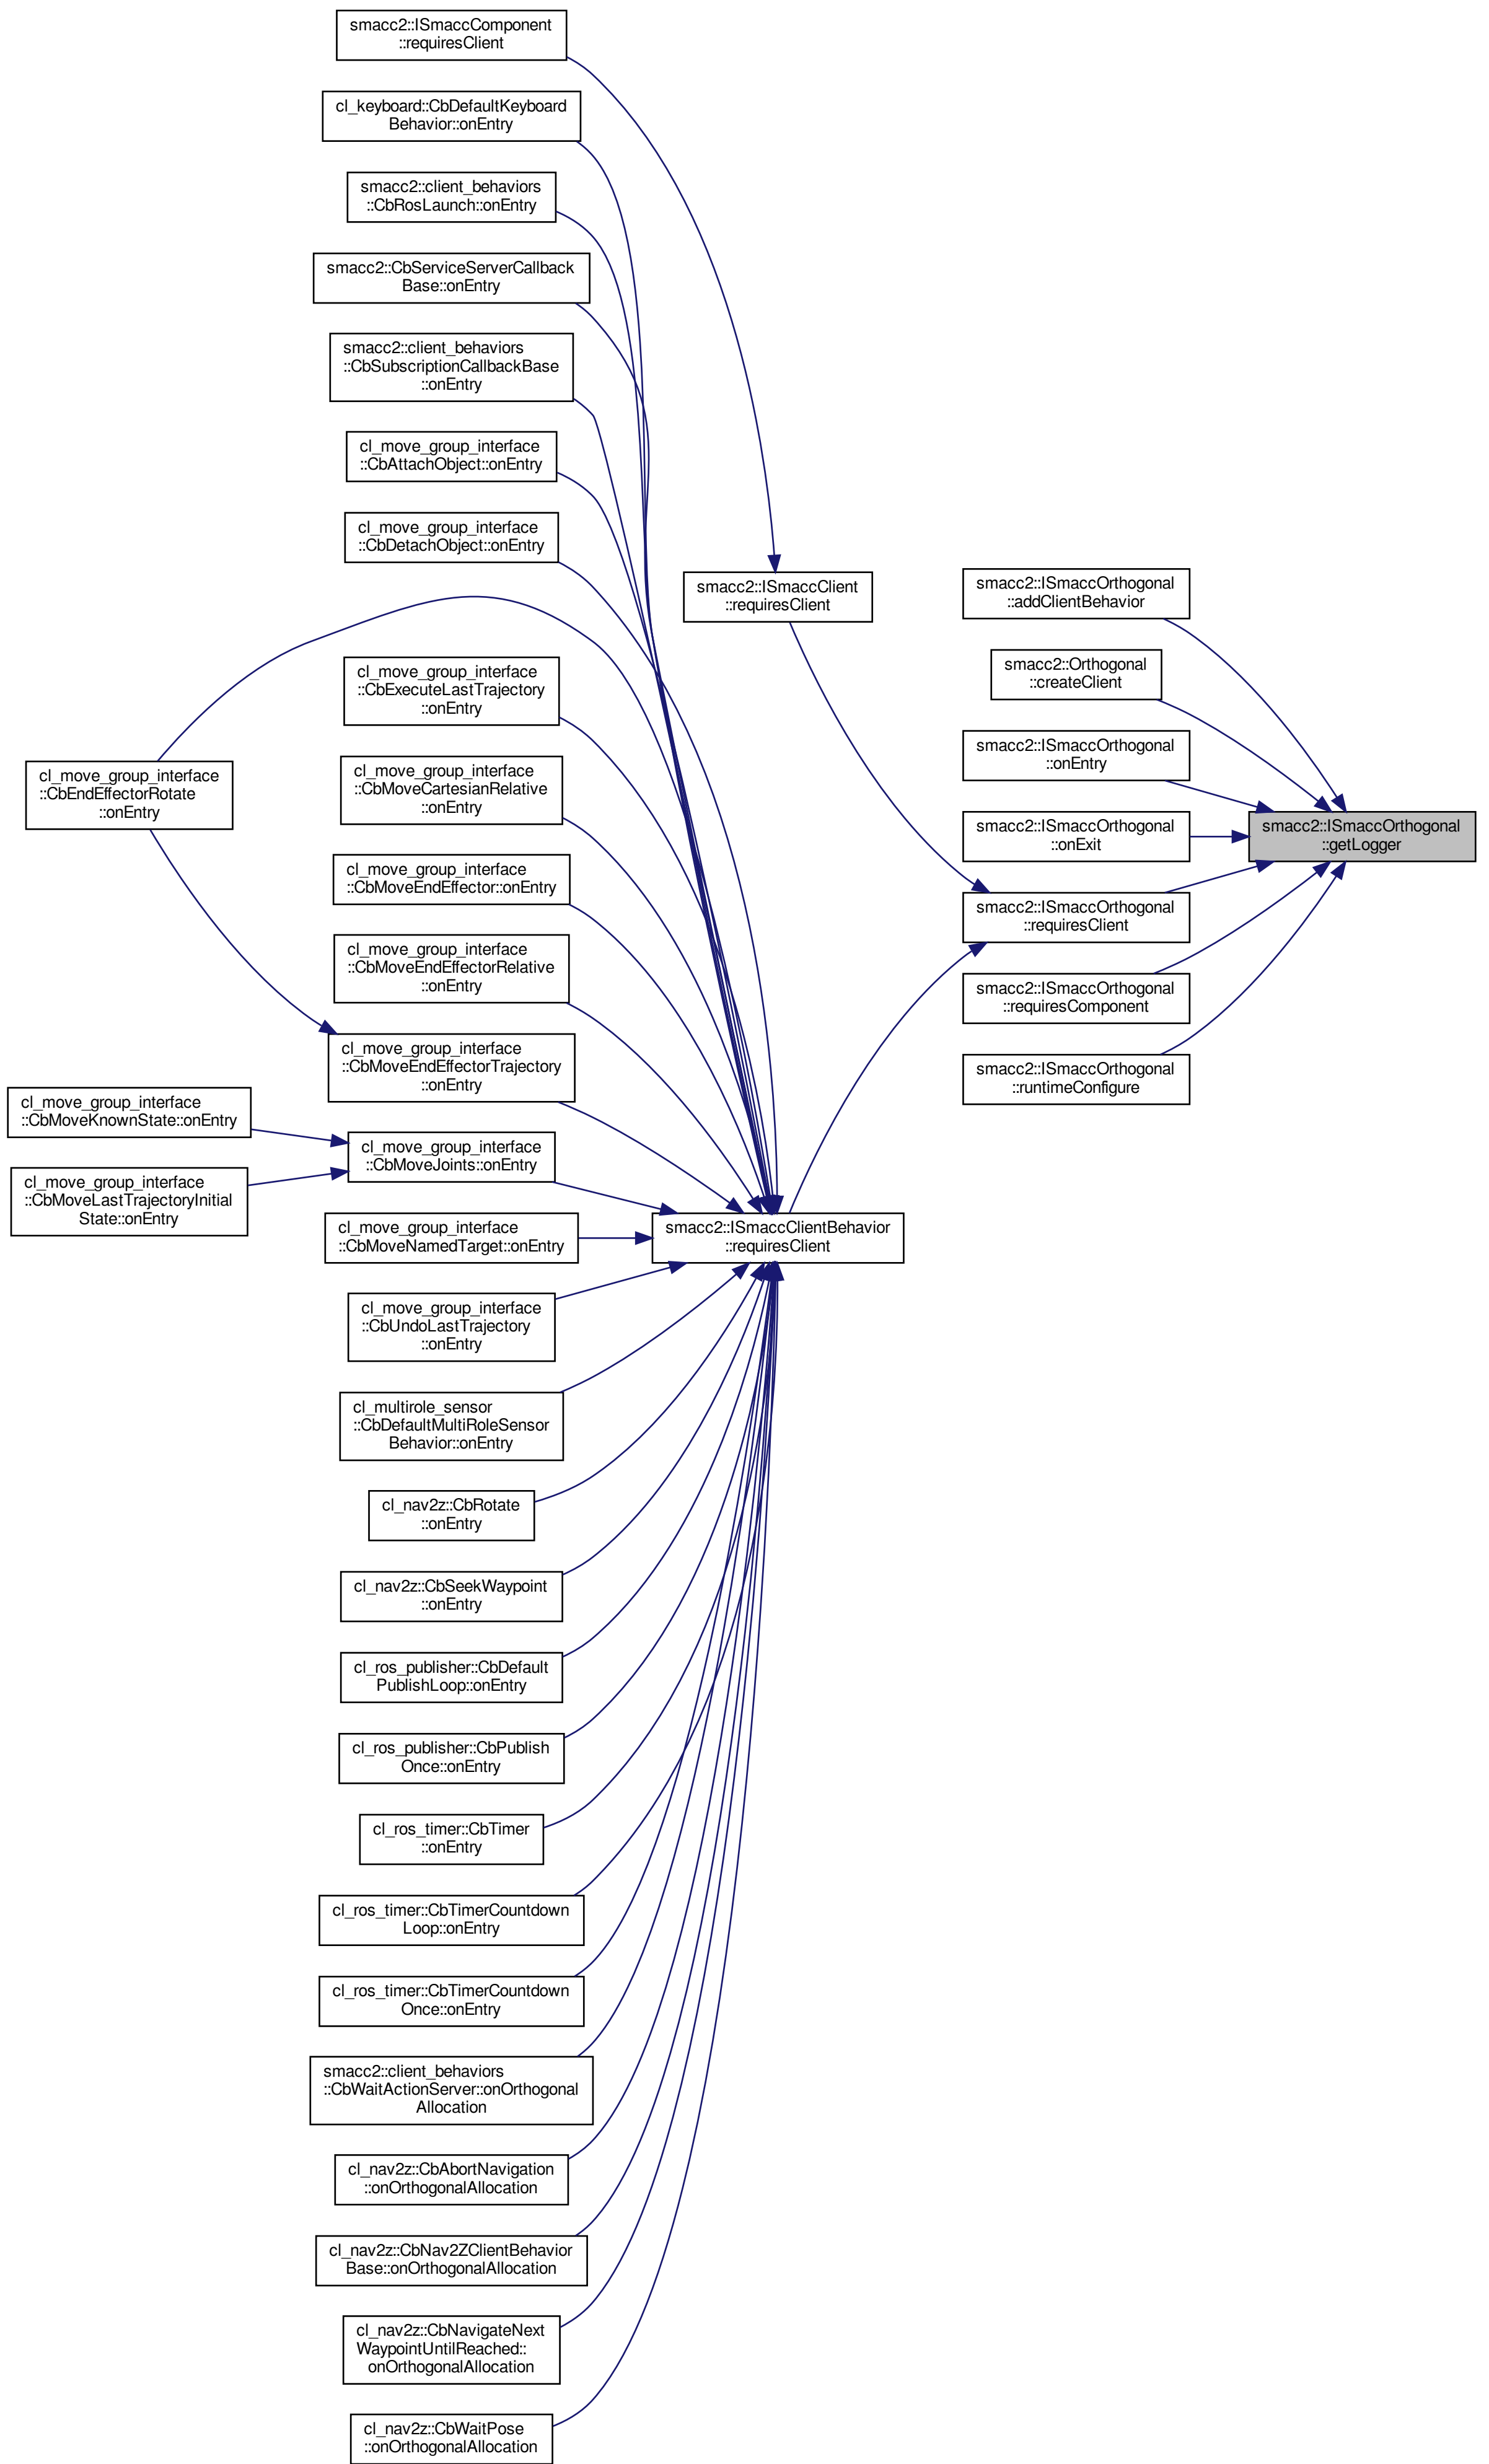 smacc2::ISmaccComponent
::requiresClient
cl_keyboard::CbDefaultKeyboard
Behavior::onEntry
smacc2::client_behaviors
::CbRosLaunch::onEntry
smacc2::CbServiceServerCallback
Base::onEntry
smacc2::client_behaviors
::CbSubscriptionCallbackBase
::onEntry
cl_move_group_interface
::CbAttachObject::onEntry
cl_move_group_interface
::CbDetachObject::onEntry
cl_move_group_interface
::CbExecuteLastTrajectory
::onEntry
cl_move_group_interface
::CbMoveCartesianRelative
::onEntry
cl_move_group_interface
::CbMoveEndEffector::onEntry
cl_move_group_interface
::CbMoveEndEffectorRelative
::onEntry
cl_move_group_interface
::CbMoveEndEffectorTrajectory
::onEntry
cl_move_group_interface
::CbMoveJoints::onEntry
cl_move_group_interface
::CbMoveNamedTarget::onEntry
cl_move_group_interface
::CbUndoLastTrajectory
::onEntry
cl_multirole_sensor
::CbDefaultMultiRoleSensor
Behavior::onEntry
cl_nav2z::CbRotate
::onEntry
cl_nav2z::CbSeekWaypoint
::onEntry
cl_ros_publisher::CbDefault
PublishLoop::onEntry
cl_ros_publisher::CbPublish
Once::onEntry
cl_ros_timer::CbTimer
::onEntry
cl_ros_timer::CbTimerCountdown
Loop::onEntry
cl_ros_timer::CbTimerCountdown
Once::onEntry
smacc2::client_behaviors
::CbWaitActionServer::onOrthogonal
Allocation
cl_nav2z::CbAbortNavigation
::onOrthogonalAllocation
cl_nav2z::CbNav2ZClientBehavior
Base::onOrthogonalAllocation
cl_nav2z::CbNavigateNext
WaypointUntilReached::
onOrthogonalAllocation
cl_nav2z::CbWaitPose
::onOrthogonalAllocation
cl_move_group_interface
::CbEndEffectorRotate
::onEntry
cl_move_group_interface
::CbMoveKnownState::onEntry
cl_move_group_interface
::CbMoveLastTrajectoryInitial
State::onEntry
smacc2::ISmaccClient
::requiresClient
smacc2::ISmaccClientBehavior
::requiresClient
smacc2::ISmaccOrthogonal
::addClientBehavior
smacc2::Orthogonal
::createClient
smacc2::ISmaccOrthogonal
::onEntry
smacc2::ISmaccOrthogonal
::onExit
smacc2::ISmaccOrthogonal
::requiresClient
smacc2::ISmaccOrthogonal
::requiresComponent
smacc2::ISmaccOrthogonal
::runtimeConfigure
smacc2::ISmaccOrthogonal
::getLogger